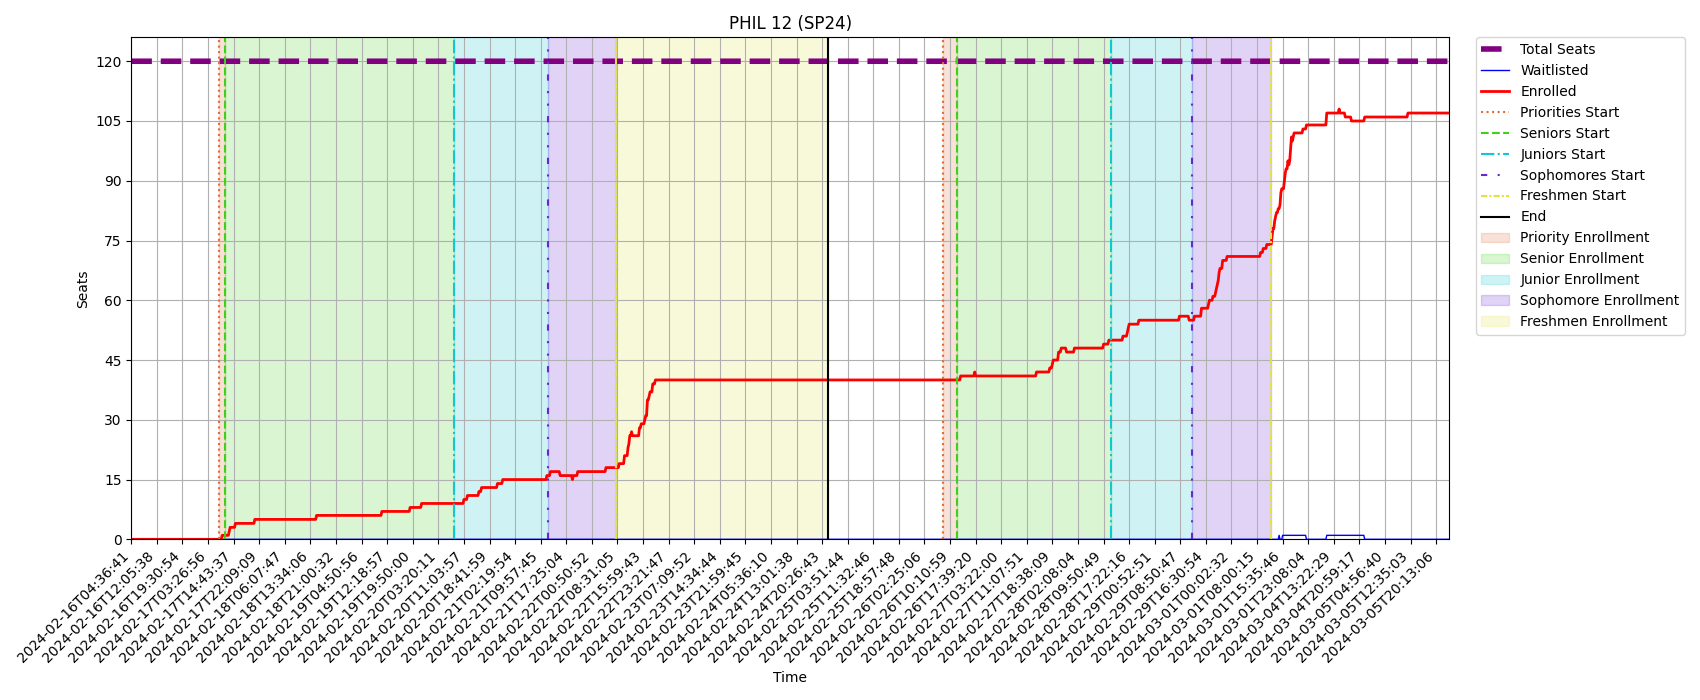 PHIL 12 (SP24)
Seats
120
105
90
75
60
45
30
15
0
2024-02-16T04:36:41
2024-02-16T12:05:38
2024-02-16T19:30:54
2024-02-17T03:26:56
2024-02-17T14:43:37
2024-02-17T22:09:09
2024-02-18T06:07:47
2024-02-18T13:34:06
2024-02-18T21:00:32
2024-02-19T04:50:56
2024-02-19T12:18:57
2024-02-19T19:50:00
2024-02-20T03:20:11
2024-02-20T11:03:57
2024-02-20T18:41:59
2024-02-21T02:19:54
2024-02-21T09:57:45
2024-02-21T17:25:04
2024-02-22T00:50:52
2024-02-22T08:31:05
2024-02-22T15:59:43
2024-02-22T23:21:47
2024-02-23T07:09:52
2024-02-23T14:34:44
2024-02-23T21:59:45
2024-02-24T05:36:10
2024-02-24T13:01:38
2024-02-24T20:26:43
2024-02-25T03:51:44
2024-02-25T11:32:46
2024-02-25T18:57:48
2024-02-26T02:25:06
2024-02-26T10:10:59
2024-02-26T17:39:20
2024-02-27T03:22:00
2024-02-27T11:07:51
2024-02-27T18:38:09
2024-02-28T02:08:04
2024-02-28T09:50:49
2024-02-28T17:22:16
2024-02-29T00:52:51
2024-02-29T08:50:47
2024-02-29T16:30:54
2024-03-01T00:02:32
2024-03-01T08:00:15
2024-03-01T15:35:46
2024-03-01T23:08:04
2024-03-04T13:22:29
2024-03-04T20:59:17
2024-03-05T04:56:40
2024-03-05T12:35:03
2024-03-05T20:13:06
Time
Total Seats
Waitlisted
Enrolled
Priorities Start
Seniors Start
Juniors Start
Sophomores Start
Freshmen Start
End
Priority Enrollment
Senior Enrollment
Junior Enrollment
Sophomore Enrollment
Freshmen Enrollment